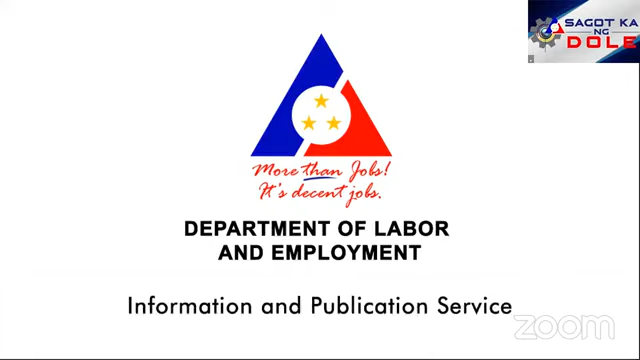 SAGOT KA
NG
DOLE
More than Jobs!
It's decent jobs.
DEPARTMENT OF LABOR
AND EMPLOYMENT
Information and Publication Service
zoom